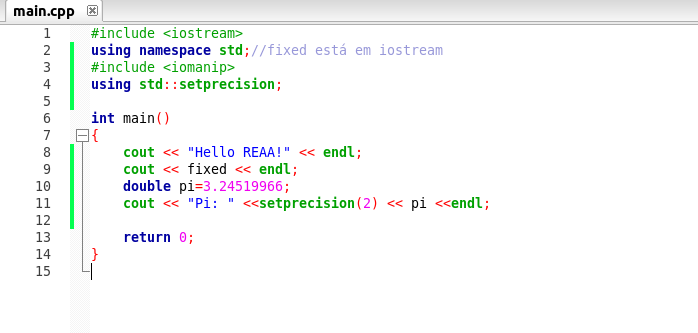 main.cpp
1 #include <iostream>
2 using namespace std;//fixed está em iostream
3 #include <iomanip>
4 using std::setprecision;
5
6 int main()
7 {
8 cout << "Hello REAA!" << endl;
9 cout << fixed << endl;
10 double pi=3.24519966;
11 cout << "Pi: " <<setprecision(2) << pi <<endl;
12
13 return 0;
14 }
15